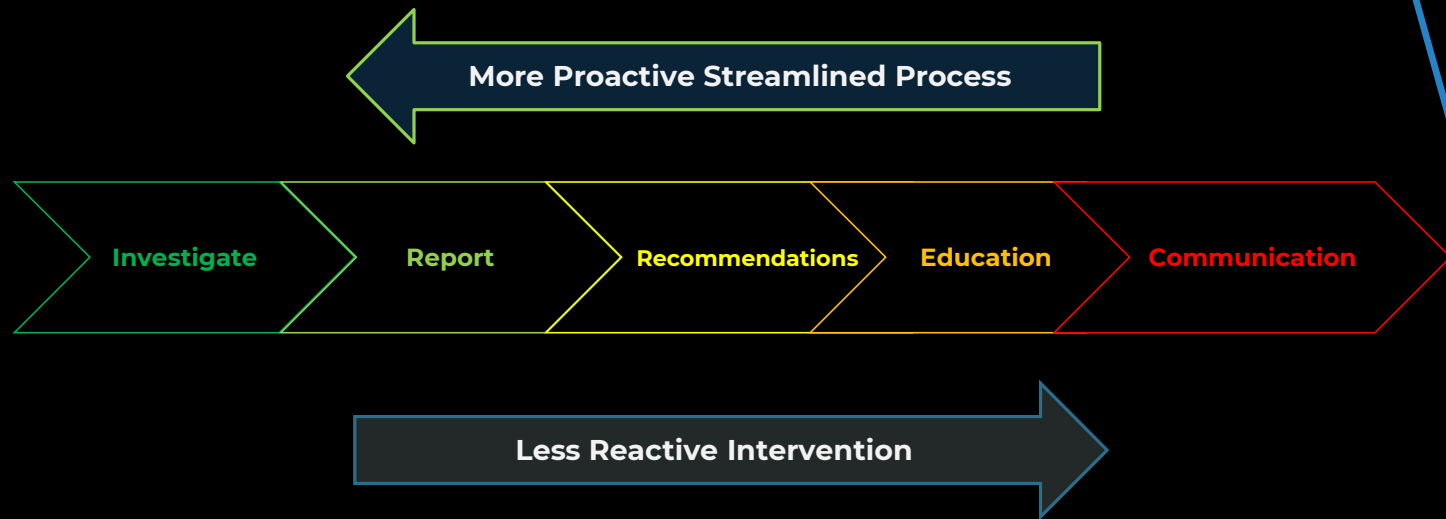 More Proactive Streamlined Process
Investigate
Report
Recommendations
Education
Communication
Less Reactive Intervention